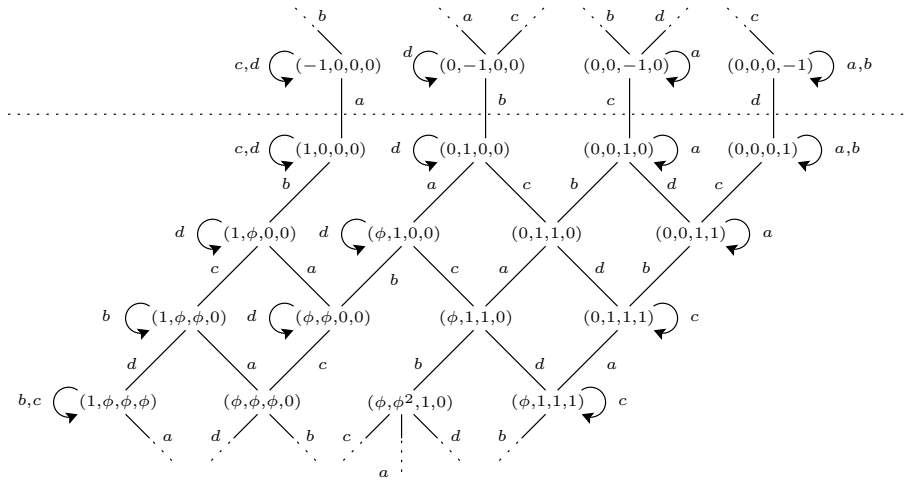 b a c b d c
c,d (−1,0,0,0) d (0,−1,0,0) (0,0,−1,0) a (0,0,0,−1) a,b
a b c d
c,d (1,0,0,0) d (0,1,0,0) (0,0,1,0) a (0,0,0,1) a,b
b a c b d c
d (1,ϕ,0,0) d (ϕ,1,0,0) (0,1,1,0) (0,0,1,1) a
c a b c a d b
b (1,ϕ,ϕ,0) d (ϕ,ϕ,0,0) (ϕ,1,1,0) (0,1,1,1) c
d a c b d a
b,c (1,ϕ,ϕ,ϕ) (ϕ,ϕ,ϕ,0) (ϕ,ϕ²,1,0) (ϕ,1,1,1) c
a d b c d b
a